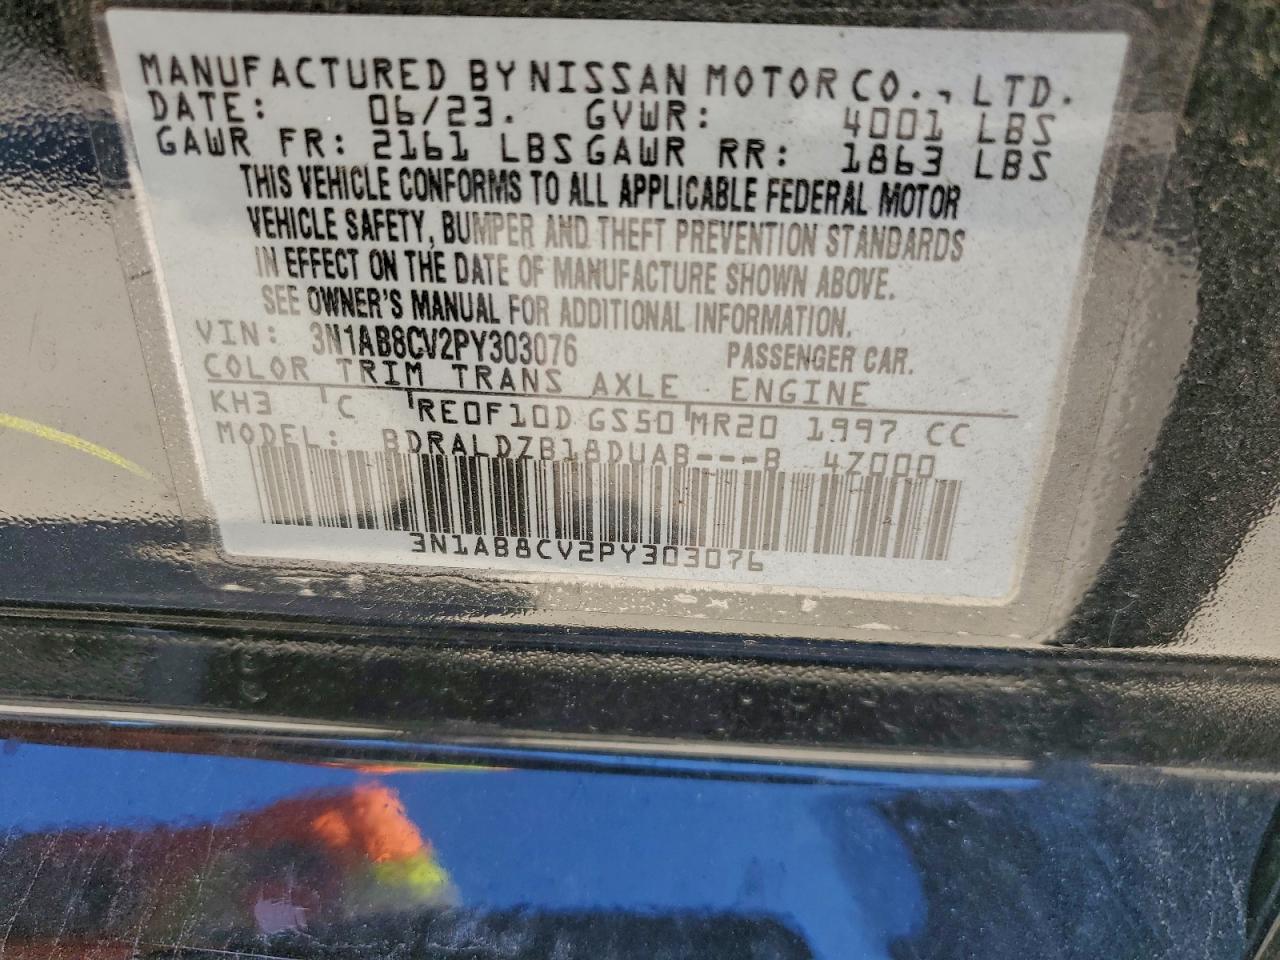 MANUFACTURED BY NISSAN MOTOR CO., LTD.
DATE: 06/23. GVWR: 4001 LBS
GAWR FR: 2161 LBS GAWR RR: 1863 LBS
THIS VEHICLE CONFORMS TO ALL APPLICABLE FEDERAL MOTOR
VEHICLE SAFETY, BUMPER AND THEFT PREVENTION STANDARDS
IN EFFECT ON THE DATE OF MANUFACTURE SHOWN ABOVE.
SEE OWNER'S MANUAL FOR ADDITIONAL INFORMATION.
VIN: 3N1AB8CV2PY303076 PASSENGER CAR.
COLOR TRIM TRANS AXLE ENGINE
KH3 C RE0F10D GS50 MR20 1997 CC
MODEL: BDRALDZB18DUAB---B 4Z000
3N1AB8CV2PY303076